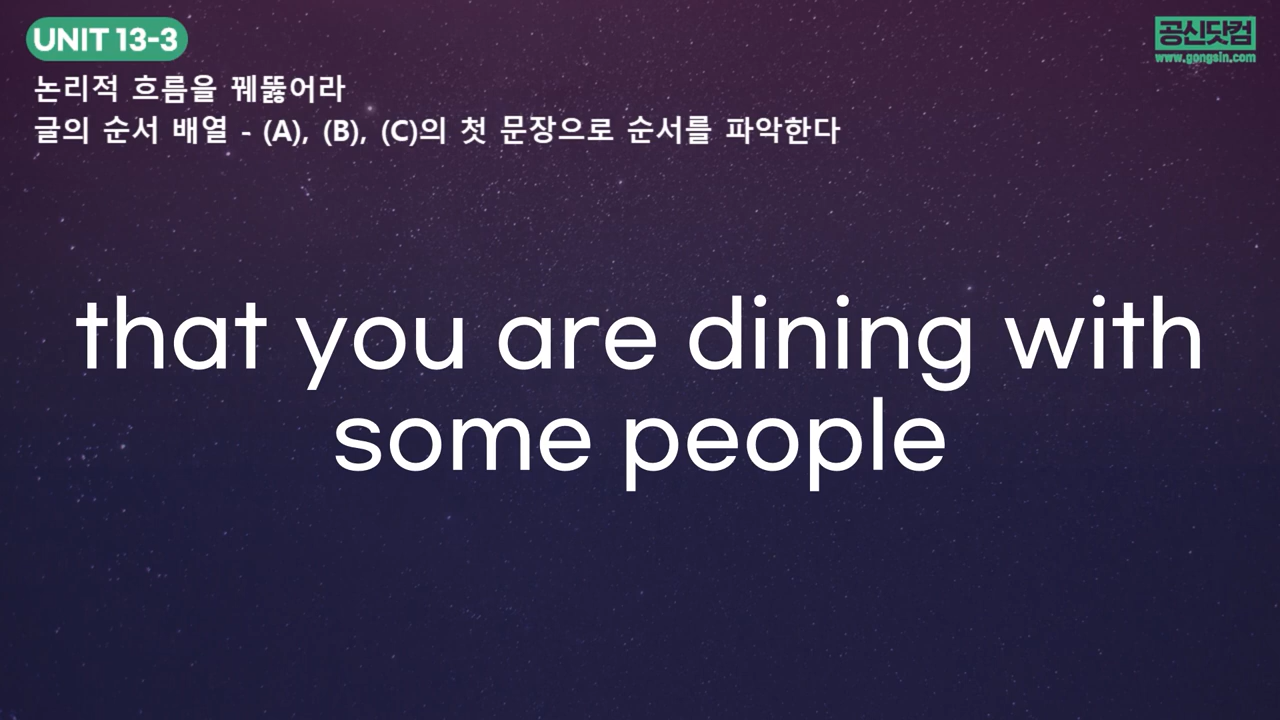 UNIT 13-3
공신닷컴
www.gongsin.com
논리적 흐름을 꿰뚫어라
글의 순서 배열 - (A), (B), (C)의 첫 문장으로 순서를 파악한다
that you are dining with
some people